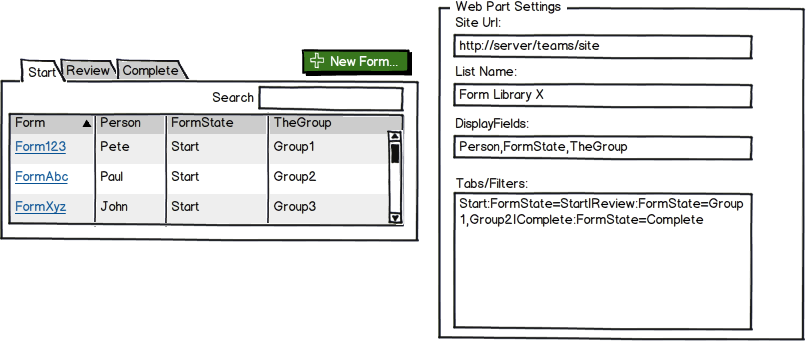 New Form...
Start Review Complete
Search
Form Person FormState TheGroup
Form123 Pete Start Group1
FormAbc Paul Start Group2
FormXyz John Start Group3
Web Part Settings
Site Url:
http://server/teams/site
List Name:
Form Library X
DisplayFields:
Person,FormState,TheGroup
Tabs/Filters:
Start:FormState=Start|Review:FormState=Group
1,Group2|Complete:FormState=Complete